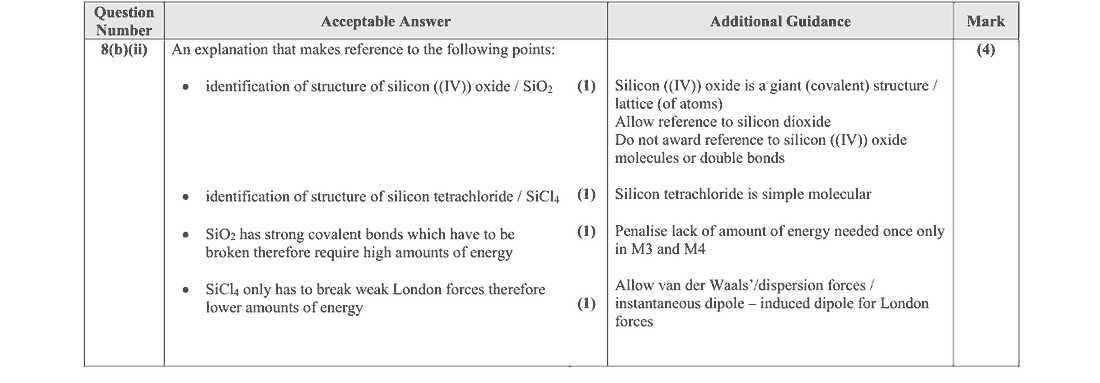 Question Number
Acceptable Answer
Additional Guidance
Mark
8(b)(ii)
An explanation that makes reference to the following points:
(4)
• identification of structure of silicon ((IV)) oxide / SiO₂ (1)
Silicon ((IV)) oxide is a giant (covalent) structure /
lattice (of atoms)
Allow reference to silicon dioxide
Do not award reference to silicon ((IV)) oxide
molecules or double bonds
• identification of structure of silicon tetrachloride / SiCl₄ (1)
Silicon tetrachloride is simple molecular
• SiO₂ has strong covalent bonds which have to be
broken therefore require high amounts of energy
(1)
Penalise lack of amount of energy needed once only
in M3 and M4
• SiCl₄ only has to break weak London forces therefore
lower amounts of energy
(1)
Allow van der Waals’/dispersion forces /
instantaneous dipole – induced dipole for London
forces